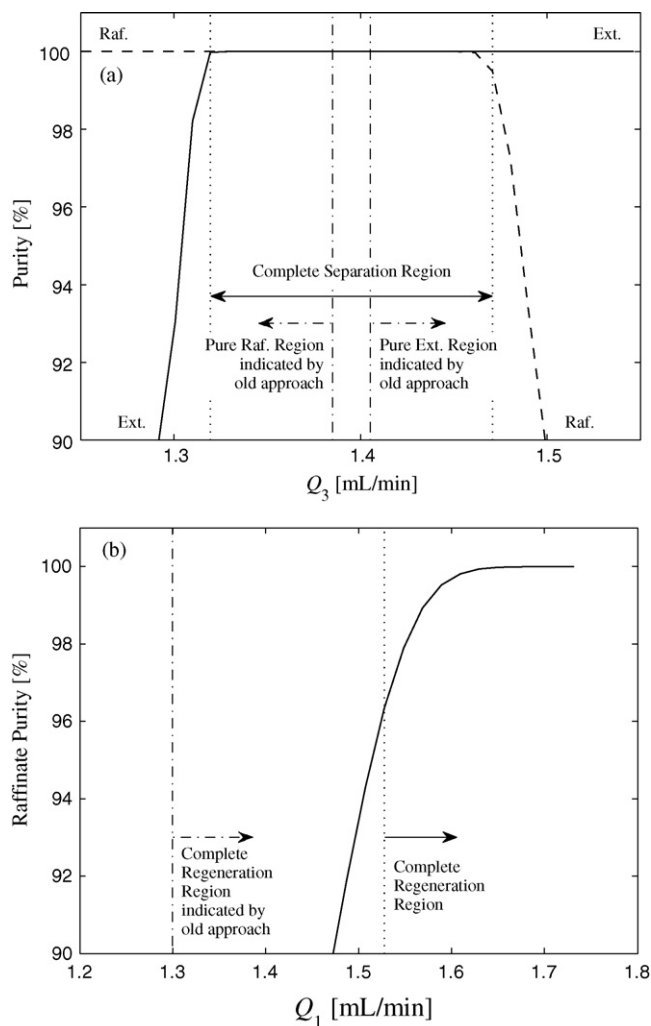 Raf.
Ext.
(a)
100
98
96
94
92
90
Purity [%]
Complete Separation Region
Pure Raf. Region
indicated by
old approach
Pure Ext. Region
indicated by
old approach
Ext.
Raf.
1.3
1.4
1.5
Q3 [mL/min]
(b)
100
98
96
94
92
90
Raffinate Purity [%]
Complete
Regeneration
Region
indicated by
old approach
Complete
Regeneration
Region
1.2
1.3
1.4
1.5
1.6
1.7
1.8
Q1 [mL/min]